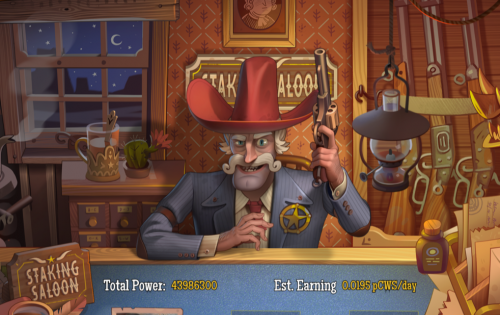 STAKING SALOON
STAKING
SALOON
Total Power: 43986300
Est. Earning 0.0195 pCWS/day